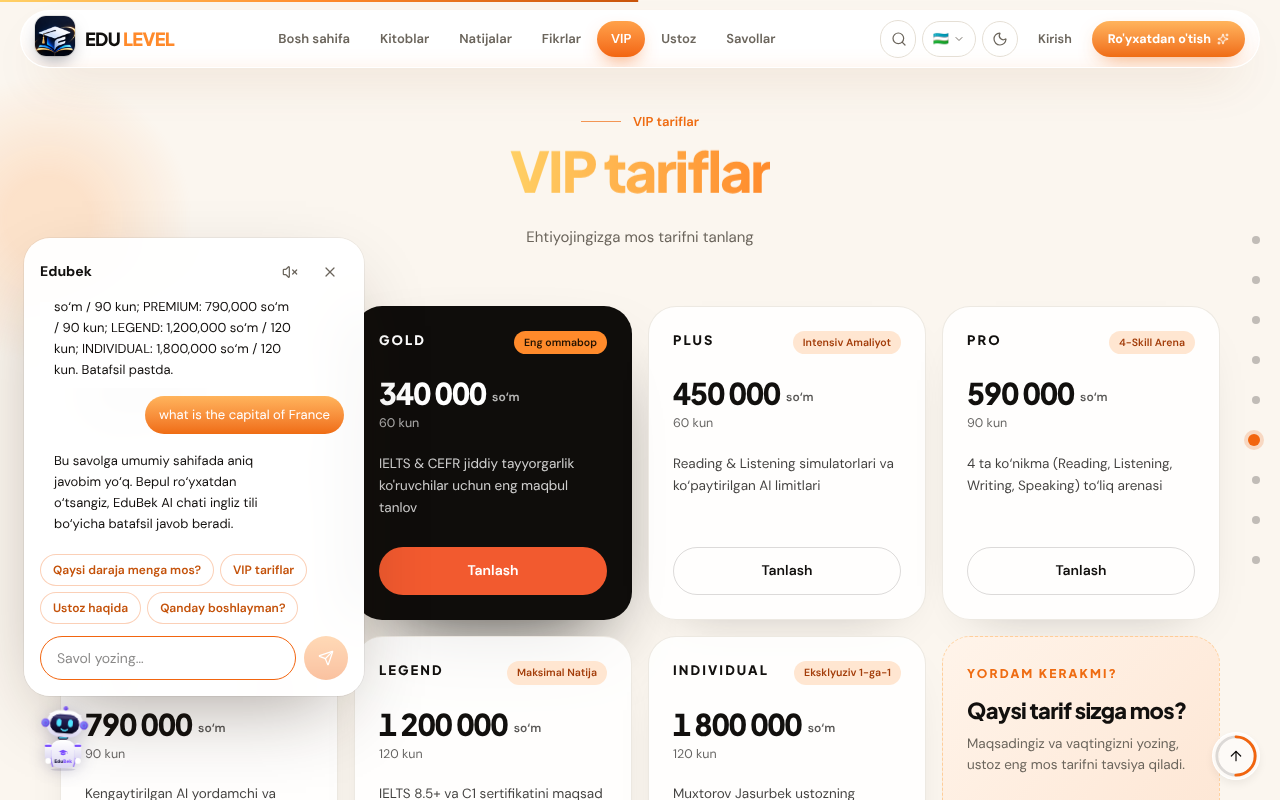 EDU LEVEL
Bosh sahifa
Kitoblar
Natijalar
Fikrlar
VIP
Ustoz
Savollar
Kirish
Ro'yxatdan o'tish
VIP tariflar
VIP tariflar
Ehtiyojingizga mos tarifni tanlang
Edubek
so‘m / 90 kun; PREMIUM: 790,000 so‘m
/ 90 kun; LEGEND: 1,200,000 so‘m / 120
kun; INDIVIDUAL: 1,800,000 so‘m / 120
kun. Batafsil pastda.
what is the capital of France
Bu savolga umumiy sahifada aniq
javobim yo‘q. Bepul ro‘yxatdan
o‘tsangiz, EduBek AI chati ingliz tili
bo‘yicha batafsil javob beradi.
Qaysi daraja menga mos?
VIP tariflar
Ustoz haqida
Qanday boshlayman?
Savol yozing...
GOLD
Eng ommabop
340 000 so‘m
60 kun
IELTS & CEFR jiddiy tayyorgarlik
ko'ruvchilar uchun eng maqbul
tanlov
Tanlash
PLUS
Intensiv Amaliyot
450 000 so‘m
60 kun
Reading & Listening simulatorlari va
ko‘paytirilgan AI limitlari
Tanlash
PRO
4-Skill Arena
590 000 so‘m
90 kun
4 ta ko‘nikma (Reading, Listening,
Writing, Speaking) to‘liq arenasi
Tanlash
790 000 so‘m
90 kun
Kengaytirilgan AI yordamchi va
EduBek
LEGEND
Maksimal Natija
1 200 000 so‘m
120 kun
IELTS 8.5+ va C1 sertifikatini maqsad
INDIVIDUAL
Eksklyuziv 1-ga-1
1 800 000 so‘m
120 kun
Muxtorov Jasurbek ustozning
YORDAM KERAKMI?
Qaysi tarif sizga mos?
Maqsadingiz va vaqtingizni yozing,
ustoz eng mos tarifni tavsiya qiladi.